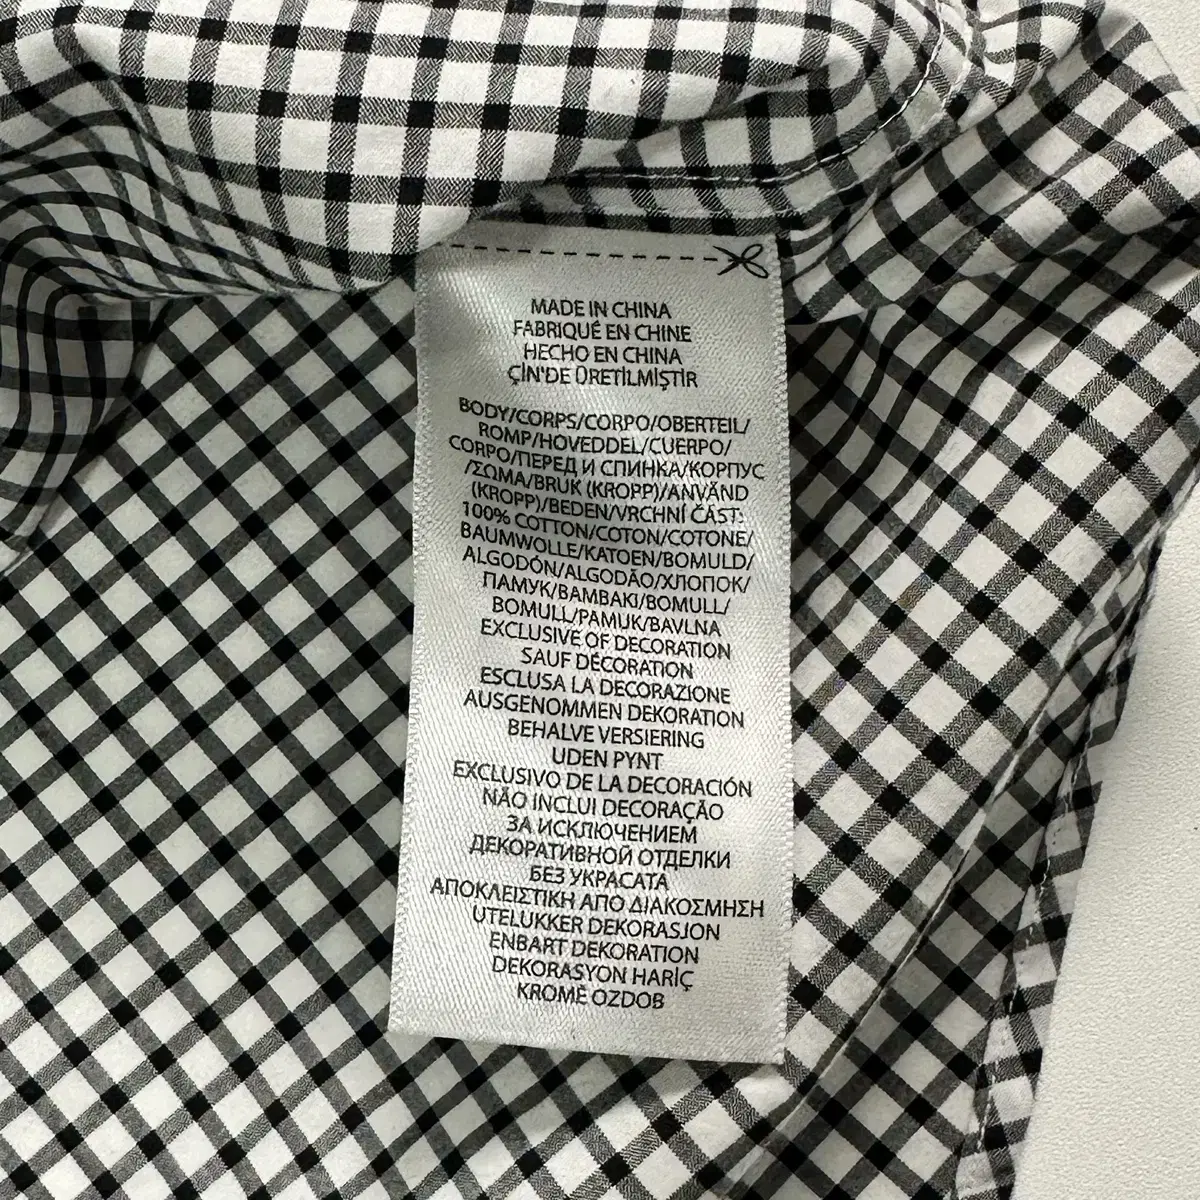 MADE IN CHINA
FABRIQUÉ EN CHINE
HECHO EN CHINA
ÇİN'DE ÜRETİLMİŞTİR
BODY/CORPS/CORPO/OBERTEIL/
ROMP/HOVEDDEL/CUERPO/
CORPO/ПЕРЕД И СПИНКА/КОРПУС
/ΣΩΜΑ/BRUK (KROPP)/ANVÄND
(KROPP)/BEDEN/VRCHNÍ ČÁST:
100% COTTON/COTON/COTONE/
BAUMWOLLE/KATOEN/BOMULD/
ALGODÓN/ALGODÃO/ХЛОПОК/
ПАМУК/ΒΑΜΒΑΚΙ/BOMULL/
BOMULL/PAMUK/BAVLNA
EXCLUSIVE OF DECORATION
SAUF DÉCORATION
ESCLUSA LA DECORAZIONE
AUSGENOMMEN DEKORATION
BEHALVE VERSIERING
UDEN PYNT
EXCLUSIVO DE LA DECORACIÓN
NÃO INCLUI DECORAÇÃO
ЗА ИСКЛЮЧЕНИЕМ
ДЕКОРАТИВНОЙ ОТДЕЛКИ
БЕЗ УКРАСАТА
ΑΠΟΚΛΕΙΣΤΙΚΗ ΑΠΟ ΔΙΑΚΟΣΜΗΣΗ
UTELUKKER DEKORASJON
ENBART DEKORATION
DEKORASYON HARİÇ
KROMĚ OZDOB